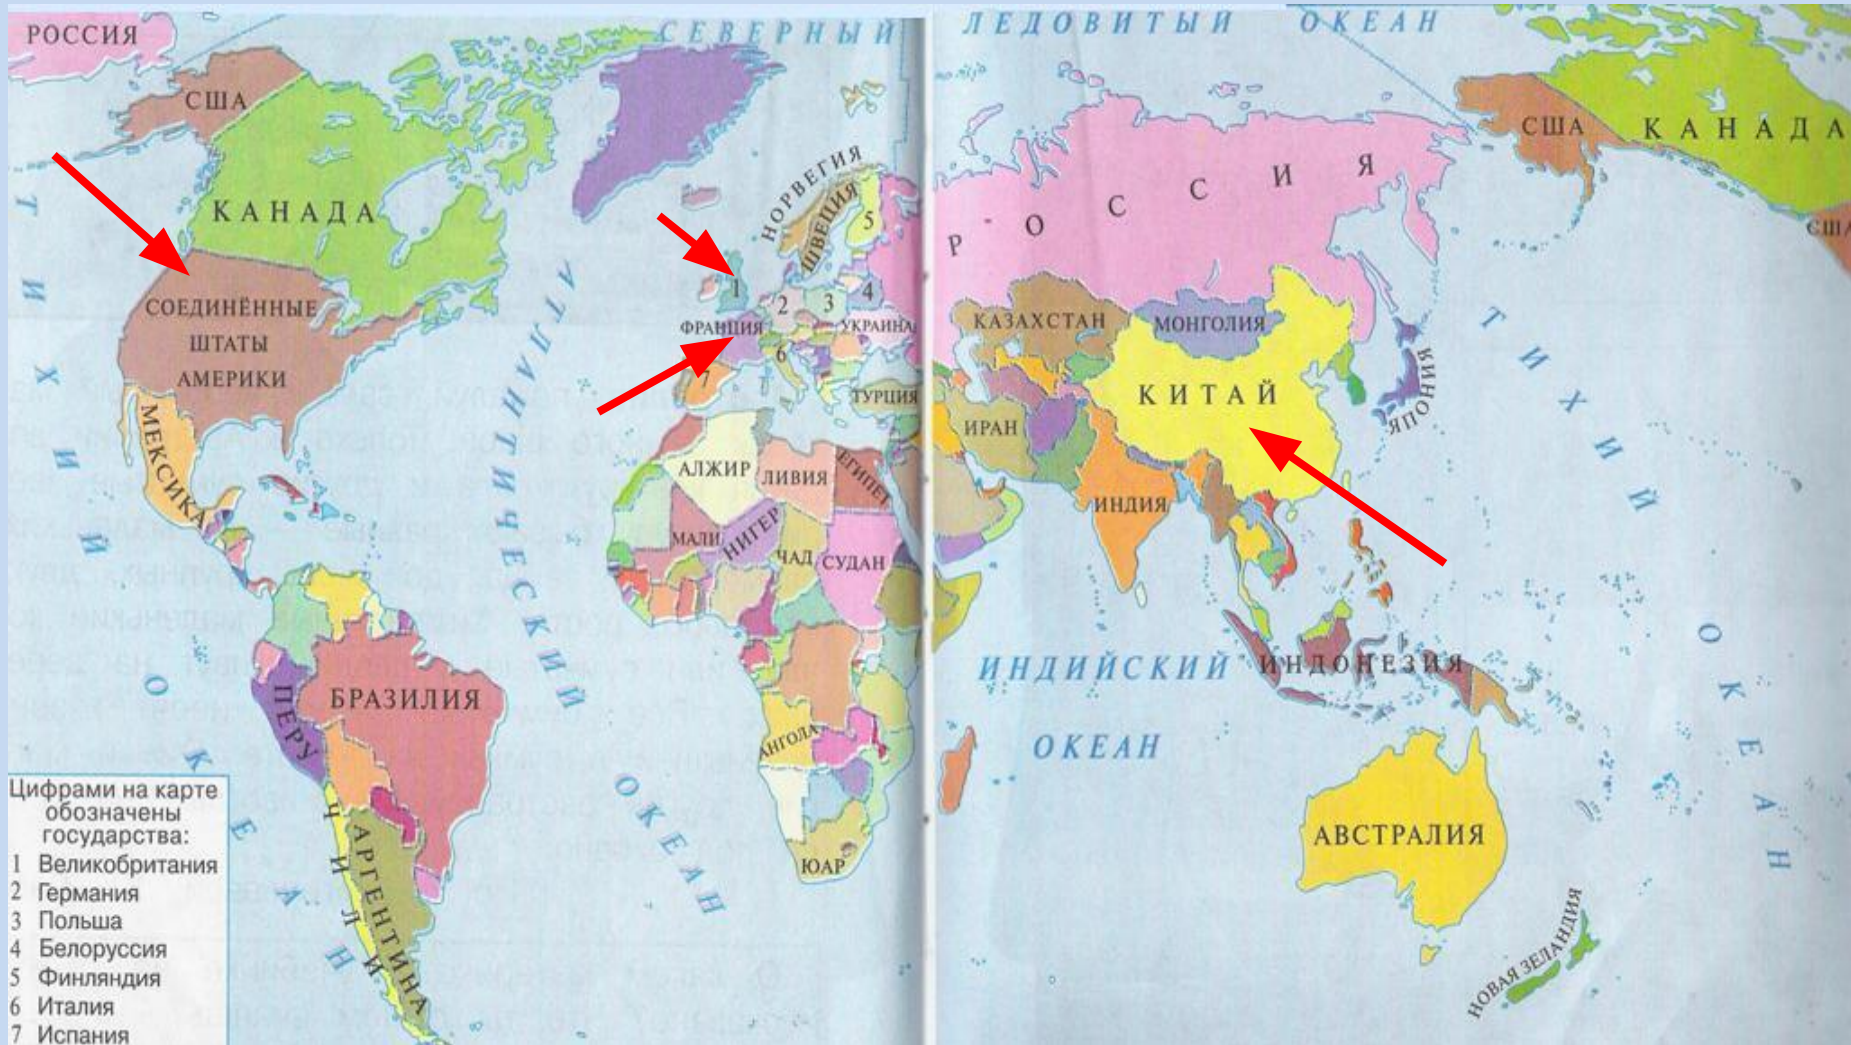 РОССИЯ
СЕВЕРНЫЙ
ЛЕДОВИТЫЙ ОКЕАН
США
КАНАДА
США
КАНАДА
США
НОРВЕГИЯ
ШВЕЦИЯ
5
РОССИЯ
СОЕДИНЁННЫЕ
ШТАТЫ
АМЕРИКИ
МЕКСИКА
1
2
3
4
ФРАНЦИЯ
УКРАИНА
6
7
ТУРЦИЯ
КАЗАХСТАН
МОНГОЛИЯ
КИТАЙ
ЯПОНИЯ
ИРАН
ИНДИЯ
АЛЖИР
ЛИВИЯ
ЕГИПЕТ
МАЛИ
НИГЕР
ЧАД
СУДАН
АТЛАНТИЧЕСКИЙ
ОКЕАН
ТИХИЙ
ОКЕАН
ТИХИЙ
ОКЕАН
ИНДИЙСКИЙ
ОКЕАН
ИНДОНЕЗИЯ
ПЕРУ
БРАЗИЛИЯ
АНГОЛА
ЧИЛИ
АРГЕНТИНА
ЮАР
АВСТРАЛИЯ
НОВАЯ ЗЕЛАНДИЯ
Цифрами на карте
обозначены
государства:
1 Великобритания
2 Германия
3 Польша
4 Белоруссия
5 Финляндия
6 Италия
7 Испания